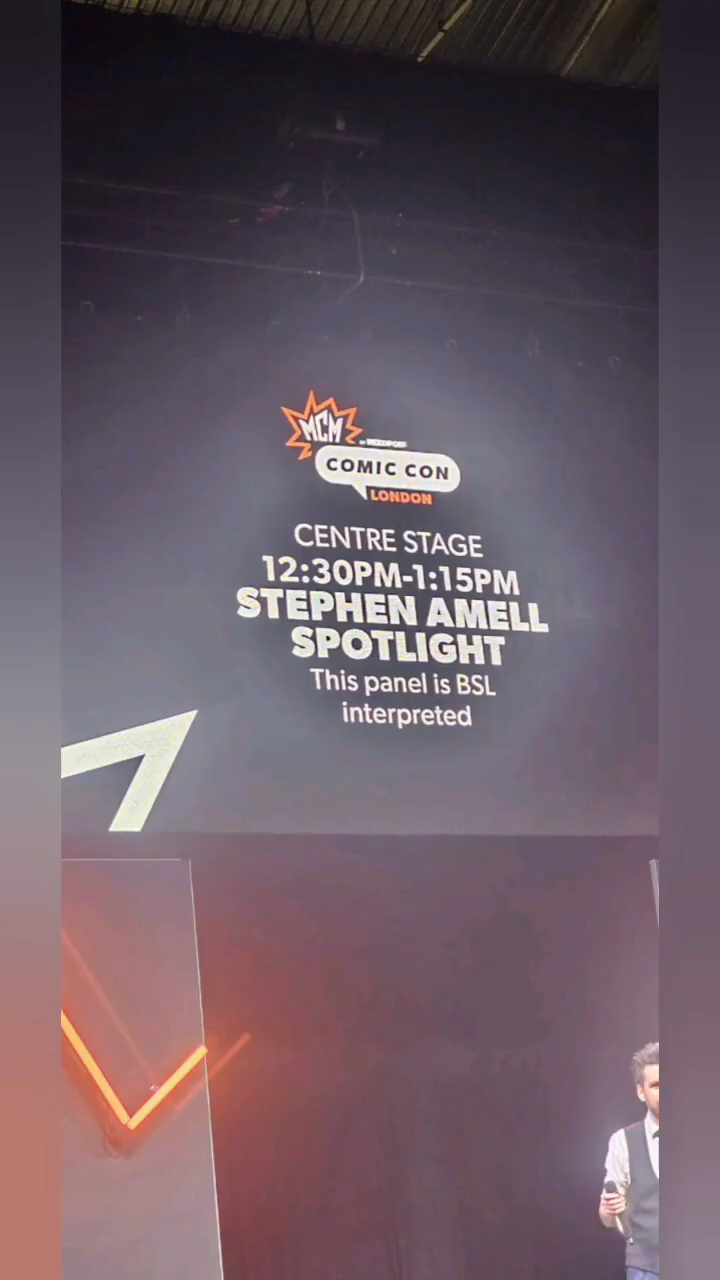 MCM
COMIC CON
LONDON
CENTRE STAGE
12:30PM-1:15PM
STEPHEN AMELL
SPOTLIGHT
This panel is BSL
interpreted